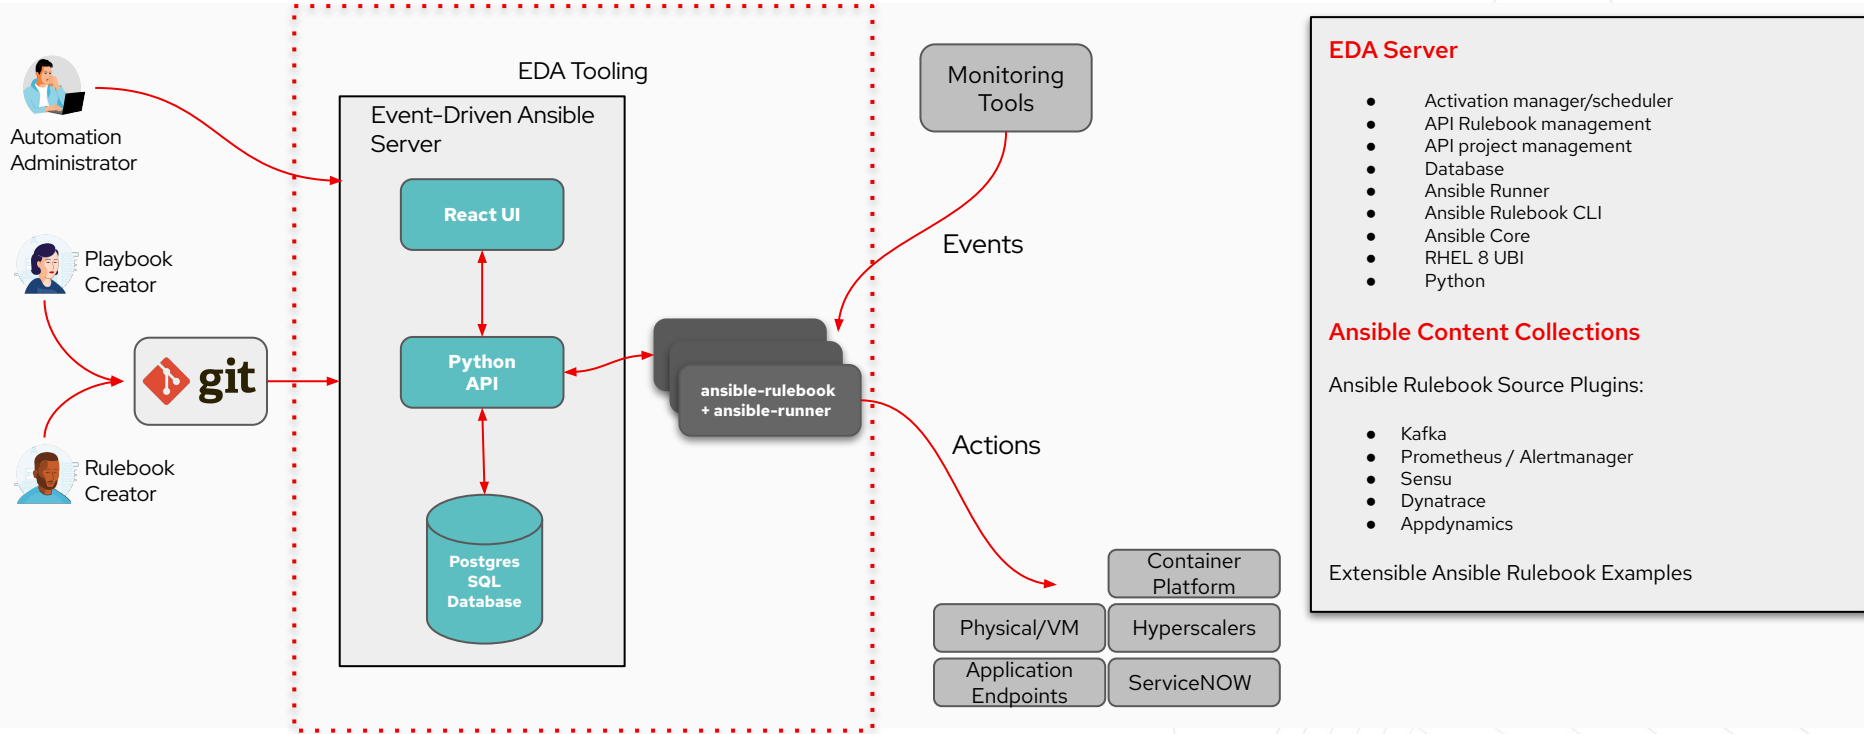 EDA Tooling
Automation
Administrator
Playbook
Creator
git
Rulebook
Creator
Event-Driven Ansible
Server
React UI
Python
API
Postgres
SQL
Database
ansible-rulebook
+ ansible-runner
Monitoring
Tools
Events
Actions
Container
Platform
Physical/VM
Hyperscalers
Application
Endpoints
ServiceNOW
EDA Server
● Activation manager/scheduler
● API Rulebook management
● API project management
● Database
● Ansible Runner
● Ansible Rulebook CLI
● Ansible Core
● RHEL 8 UBI
● Python
Ansible Content Collections
Ansible Rulebook Source Plugins:
● Kafka
● Prometheus / Alertmanager
● Sensu
● Dynatrace
● Appdynamics
Extensible Ansible Rulebook Examples